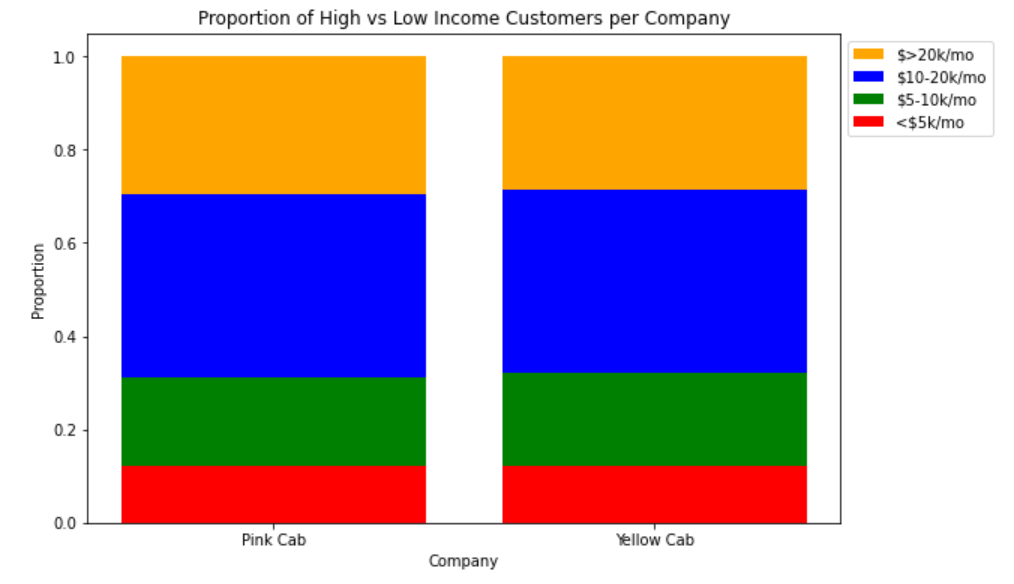 Proportion of High vs Low Income Customers per Company
$>20k/mo
$10-20k/mo
$5-10k/mo
<$5k/mo
1.0
0.8
0.6
0.4
0.2
0.0
Proportion
Pink Cab
Yellow Cab
Company